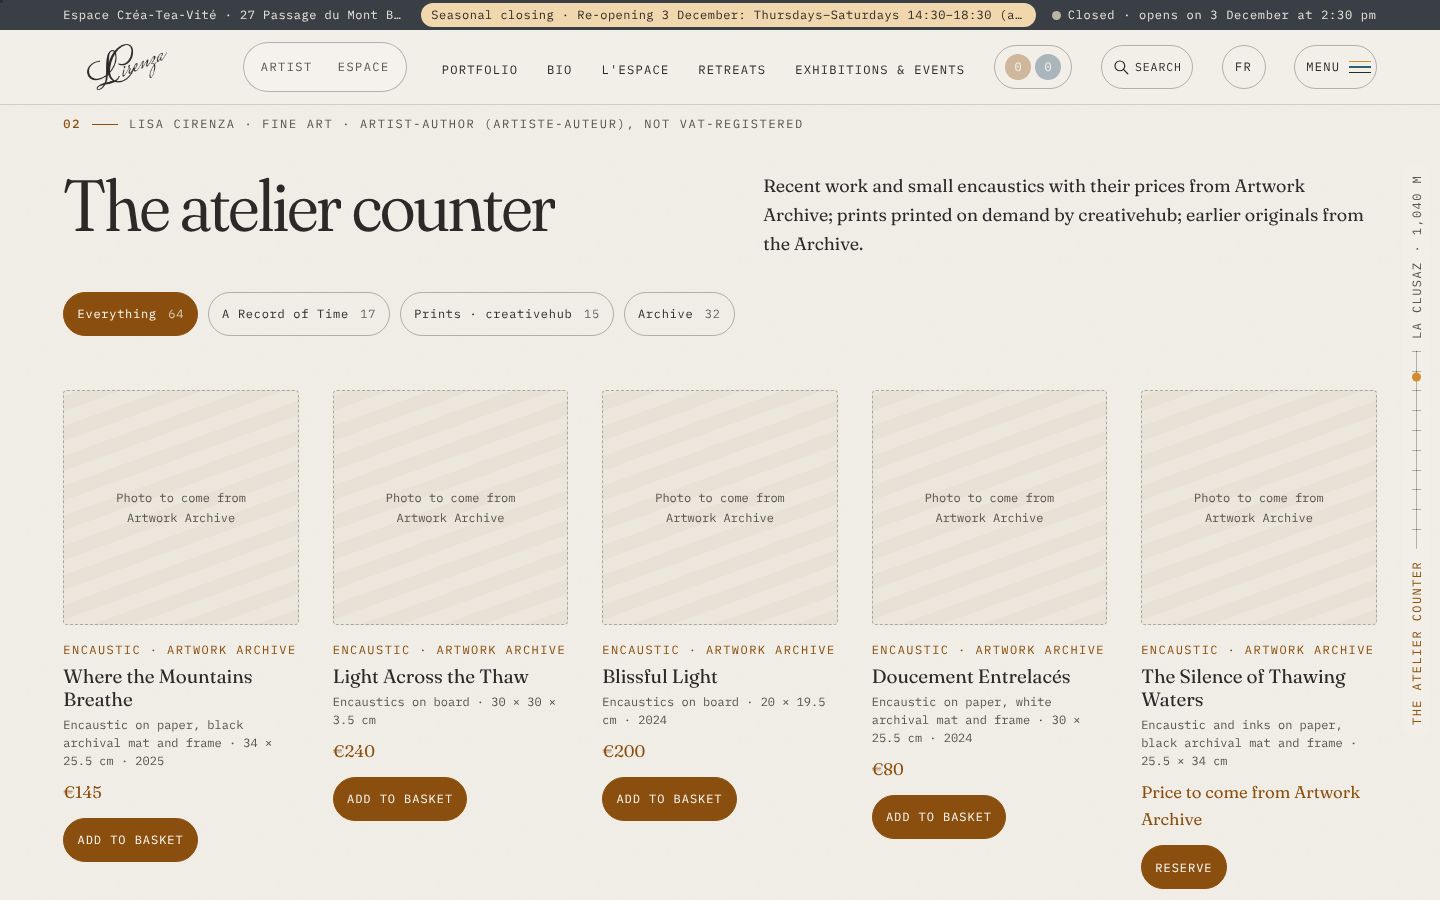 Espace Créa-Tea-Vité · 27 Passage du Mont B…
Seasonal closing · Re-opening 3 December: Thursdays–Saturdays 14:30–18:30 (a…
Closed · opens on 3 December at 2:30 pm
Cirenza
ARTIST ESPACE
PORTFOLIO BIO L'ESPACE RETREATS EXHIBITIONS & EVENTS
0 0
SEARCH
FR
MENU
02 LISA CIRENZA · FINE ART · ARTIST-AUTHOR (ARTISTE-AUTEUR), NOT VAT-REGISTERED
The atelier counter
Recent work and small encaustics with their prices from Artwork
Archive; prints printed on demand by creativehub; earlier originals from
the Archive.
Everything 64
A Record of Time 17
Prints · creativehub 15
Archive 32
LA CLUSAZ · 1,040 M
THE ATELIER COUNTER
Photo to come from
Artwork Archive
ENCAUSTIC · ARTWORK ARCHIVE
Where the Mountains
Breathe
Encaustic on paper, black
archival mat and frame · 34 ×
25.5 cm · 2025
€145
ADD TO BASKET
Photo to come from
Artwork Archive
ENCAUSTIC · ARTWORK ARCHIVE
Light Across the Thaw
Encaustics on board · 30 × 30 ×
3.5 cm
€240
ADD TO BASKET
Photo to come from
Artwork Archive
ENCAUSTIC · ARTWORK ARCHIVE
Blissful Light
Encaustics on board · 20 × 19.5
cm · 2024
€200
ADD TO BASKET
Photo to come from
Artwork Archive
ENCAUSTIC · ARTWORK ARCHIVE
Doucement Entrelacés
Encaustic on paper, white
archival mat and frame · 30 ×
25.5 cm · 2024
€80
ADD TO BASKET
Photo to come from
Artwork Archive
ENCAUSTIC · ARTWORK ARCHIVE
The Silence of Thawing
Waters
Encaustic and inks on paper,
black archival mat and frame ·
25.5 × 34 cm
Price to come from Artwork
Archive
RESERVE